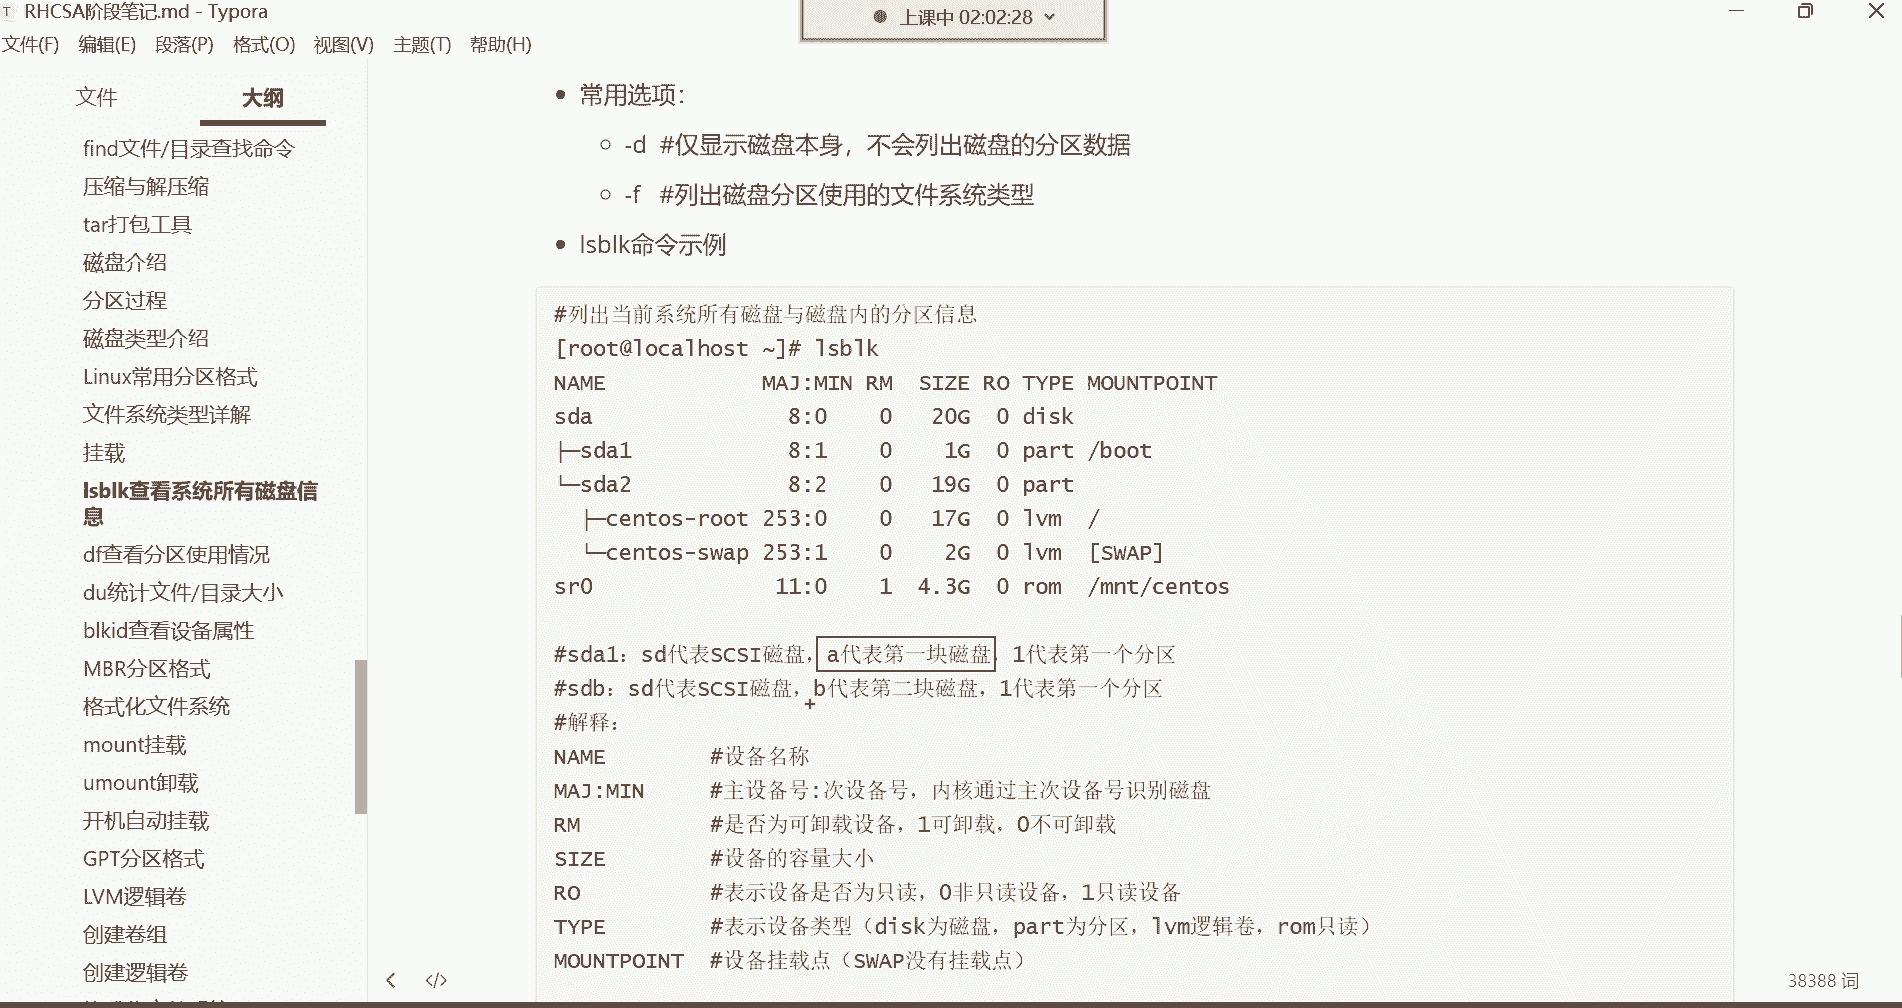 RHCSA阶段笔记.md - Typora
上课中 02:02:28
文件(F) 编辑(E) 段落(P) 格式(O) 视图(V) 主题(T) 帮助(H)
文件 大纲
find文件/目录查找命令
压缩与解压缩
tar打包工具
磁盘介绍
分区过程
磁盘类型介绍
Linux常用分区格式
文件系统类型详解
挂载
lsblk查看系统所有磁盘信
息
df查看分区使用情况
du统计文件/目录大小
blkid查看设备属性
MBR分区格式
格式化文件系统
mount挂载
umount卸载
开机自动挂载
GPT分区格式
LVM逻辑卷
创建卷组
创建逻辑卷
常用选项：
-d #仅显示磁盘本身，不会列出磁盘的分区数据
-f #列出磁盘分区使用的文件系统类型
lsblk命令示例
#列出当前系统所有磁盘与磁盘内的分区信息
[root@localhost ~]# lsblk
NAME MAJ:MIN RM SIZE RO TYPE MOUNTPOINT
sda 8:0 0 20G 0 disk
├─sda1 8:1 0 1G 0 part /boot
└─sda2 8:2 0 19G 0 part
├─centos-root 253:0 0 17G 0 lvm /
└─centos-swap 253:1 0 2G 0 lvm [SWAP]
sr0 11:0 1 4.3G 0 rom /mnt/centos
#sda1：sd代表SCSI磁盘，a代表第一块磁盘，1代表第一个分区
#sdb：sd代表SCSI磁盘，b代表第二块磁盘，1代表第一个分区
#解释：
NAME #设备名称
MAJ:MIN #主设备号:次设备号，内核通过主次设备号识别磁盘
RM #是否为可卸载设备，1可卸载，0不可卸载
SIZE #设备的容量大小
RO #表示设备是否为只读，0非只读设备，1只读设备
TYPE #表示设备类型（disk为磁盘，part为分区，lvm逻辑卷，rom只读）
MOUNTPOINT #设备挂载点（SWAP没有挂载点）
38388 词